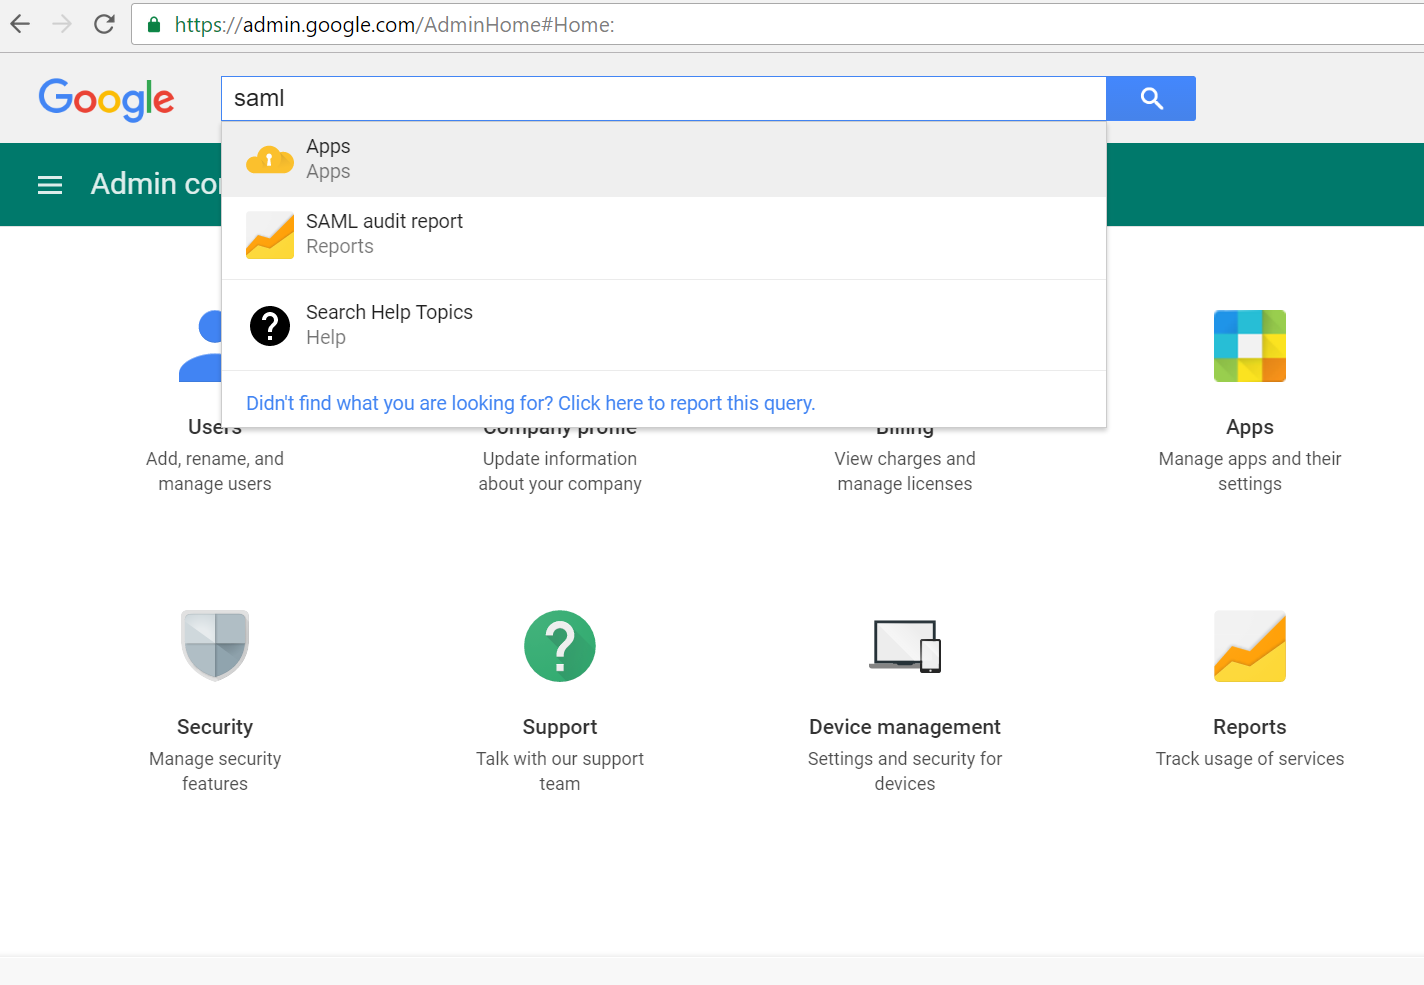 https://admin.google.com/AdminHome#Home:
Google
saml
Apps
Apps
Admin co
SAML audit report
Reports
Search Help Topics
Help
Didn't find what you are looking for? Click here to report this query.
Users
Company profile
Billing
Apps
Add, rename, and
manage users
Update information
about your company
View charges and
manage licenses
Manage apps and their
settings
Security
Support
Device management
Reports
Manage security
features
Talk with our support
team
Settings and security for
devices
Track usage of services